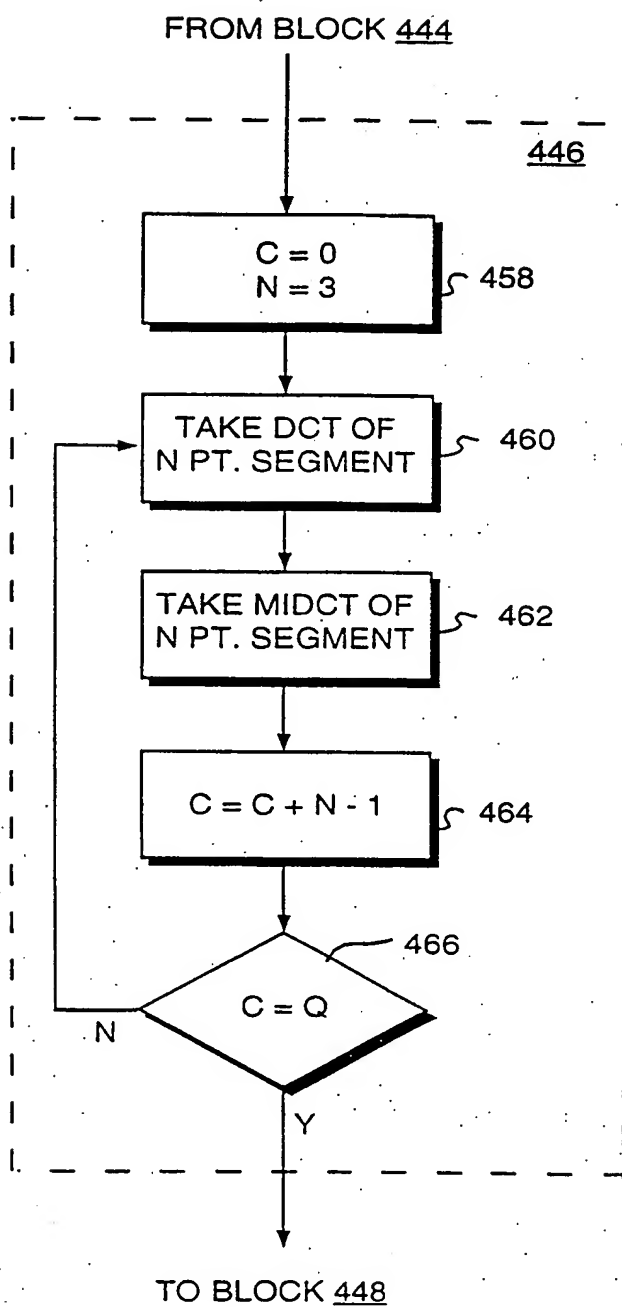 FROM BLOCK 444
446
C = 0
N = 3
458
TAKE DCT OF
N PT. SEGMENT
460
TAKE MIDCT OF
N PT. SEGMENT
462
C = C + N - 1
464
466
C = Q
N
Y
TO BLOCK 448